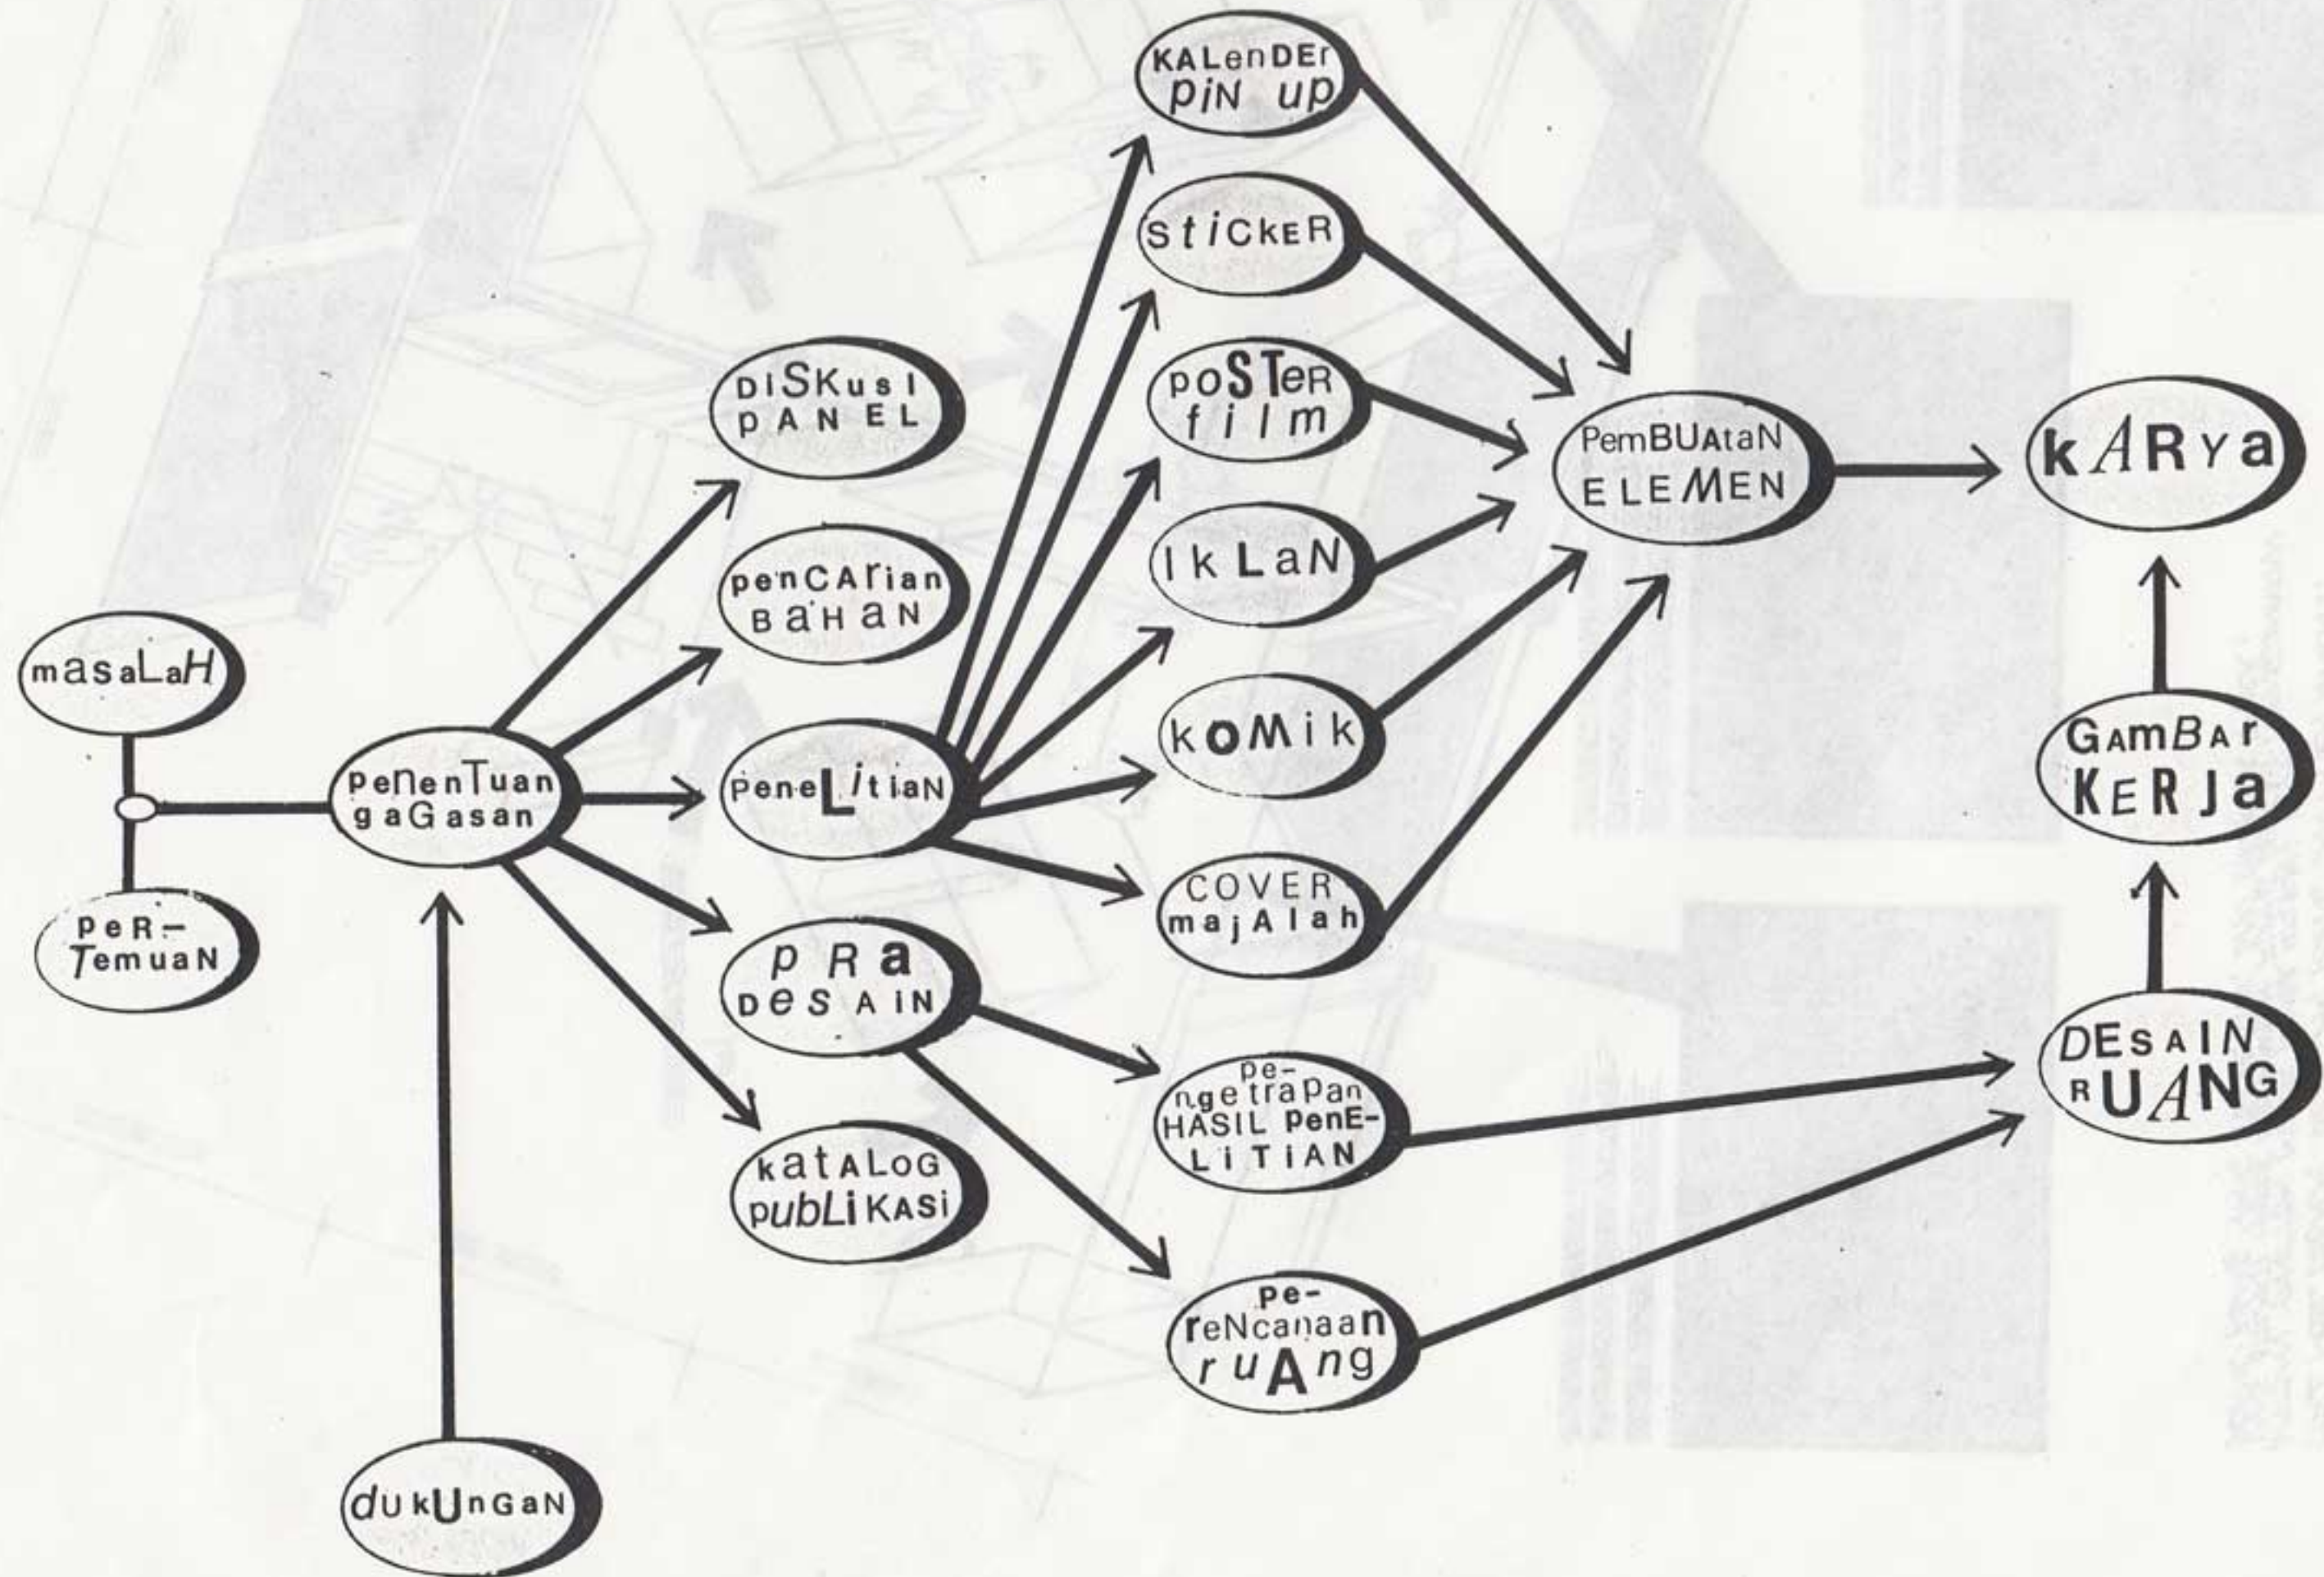 masaLaH
peR-
TemuaN
penenTuan
gaGasan
dukUnGaN
DiSKusI
pANEL
penCArian
BaHaN
peneLitiaN
pRa
DesAiN
katALoG
pubLiKASi
KALenDEr
piN up
stiCkER
poSTeR
film
IkLaN
koMik
COVER
majAlah
pe-
ngetrapan
HASIL penE-
LiTiAN
pe-
reNcanaan
ruAng
PemBUAtaN
ELEMEN
kARYa
GAmBAr
KERJa
DEsAIN
RUANG